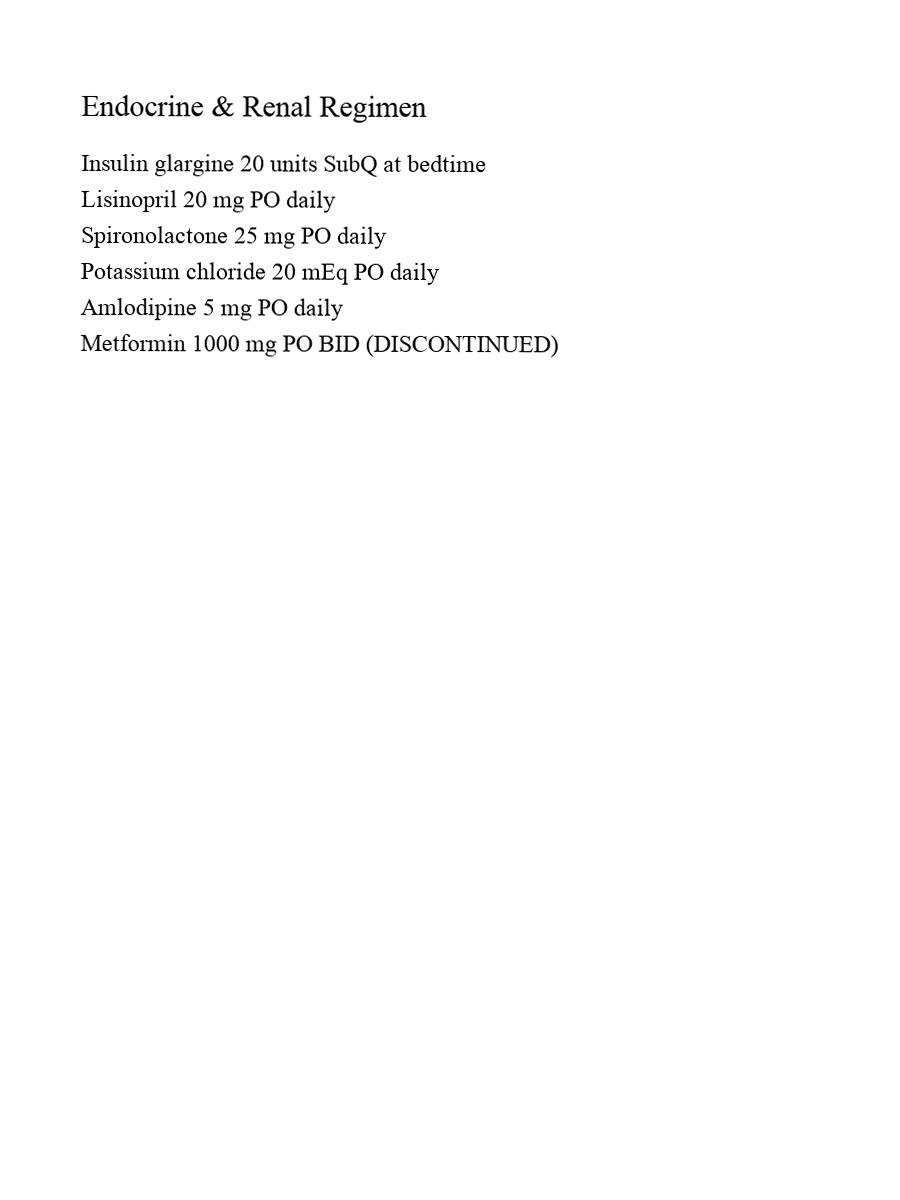 Endocrine & Renal Regimen
Insulin glargine 20 units SubQ at bedtime
Lisinopril 20 mg PO daily
Spironolactone 25 mg PO daily
Potassium chloride 20 mEq PO daily
Amlodipine 5 mg PO daily
Metformin 1000 mg PO BID (DISCONTINUED)